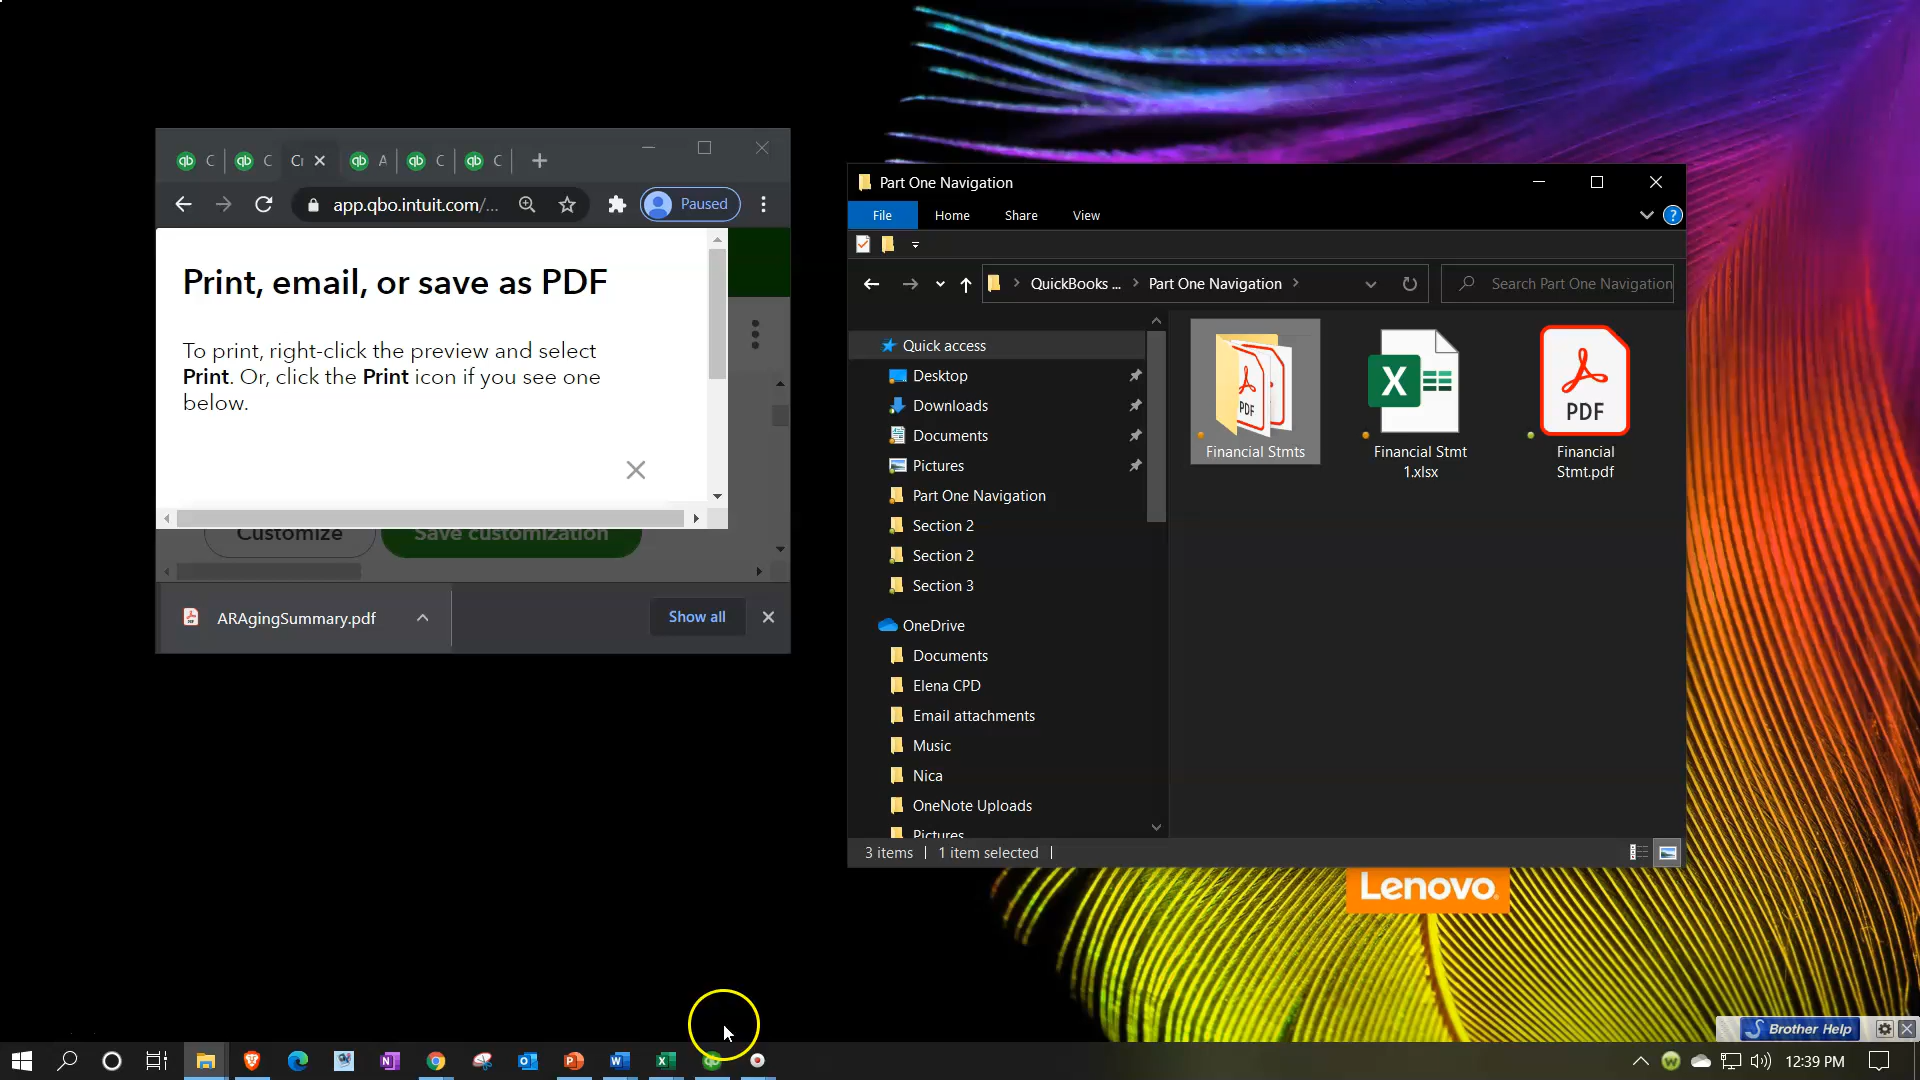 C
C
Cr
A
C
C
app.qbo.intuit.com/...
Paused
Print, email, or save as PDF
To print, right-click the preview and select
Print. Or, click the Print icon if you see one
below.
Customize
Save customization
ARAgingSummary.pdf
Show all
Part One Navigation
File
Home
Share
View
QuickBooks ...
Part One Navigation
Search Part One Navigation
Quick access
Desktop
Downloads
Documents
Pictures
Part One Navigation
Section 2
Section 2
Section 3
OneDrive
Documents
Elena CPD
Email attachments
Music
Nica
OneNote Uploads
Pictures
PDF
Financial Stmts
Financial Stmt
1.xlsx
PDF
Financial
Stmt.pdf
3 items
1 item selected
Lenovo
Brother Help
12:39 PM